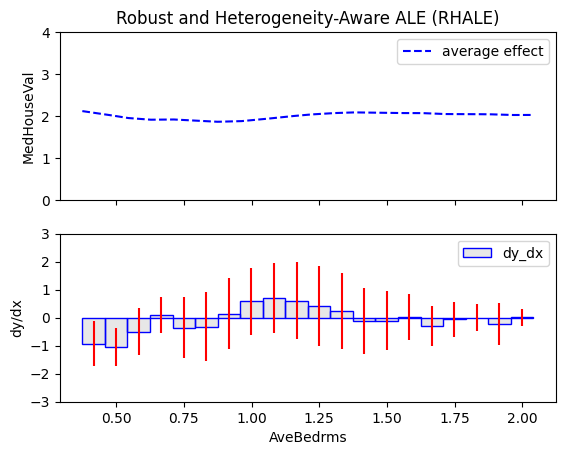 Robust and Heterogeneity-Aware ALE (RHALE)
4
3
2
1
0
MedHouseVal
average effect
3
2
1
0
−1
−2
−3
dy/dx
dy_dx
0.50 0.75 1.00 1.25 1.50 1.75 2.00
AveBedrms